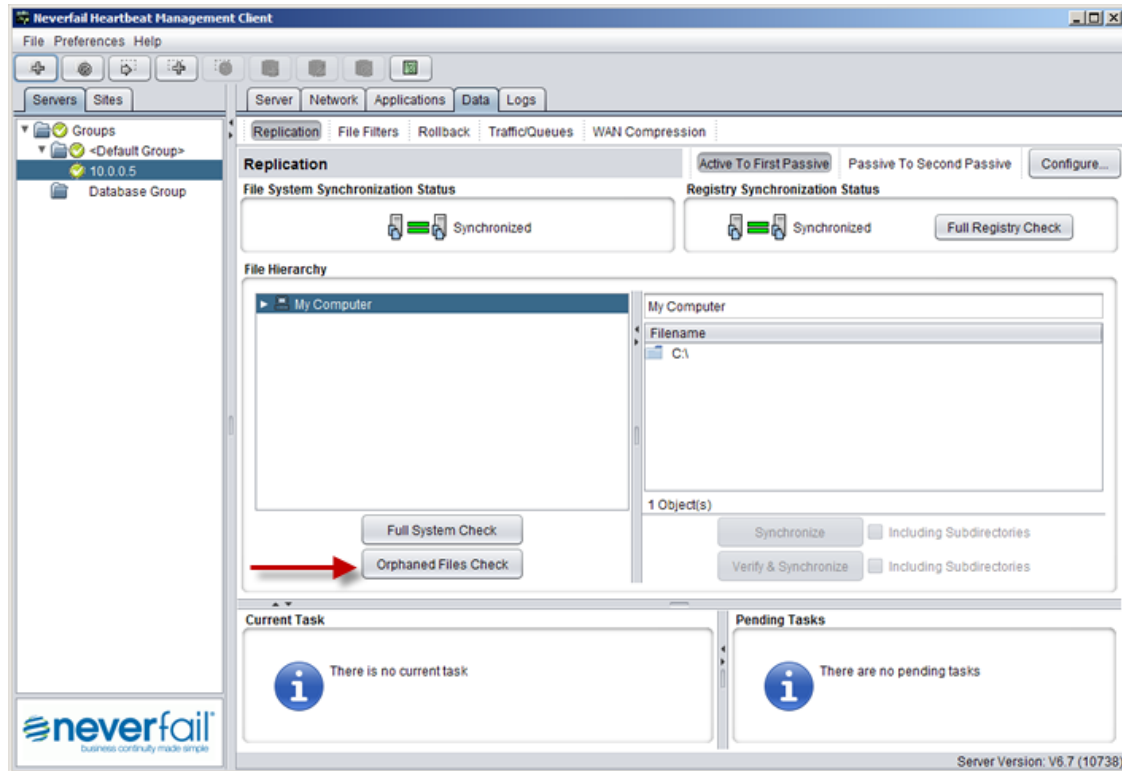 Neverfail Heartbeat Management Client
File Preferences Help
Servers Sites
Server Network Applications Data Logs
Groups
<Default Group>
10.0.0.5
Database Group
Replication File Filters Rollback Traffic/Queues WAN Compression
Replication Active To First Passive Passive To Second Passive Configure...
File System Synchronization Status
Synchronized
Registry Synchronization Status
Synchronized Full Registry Check
File Hierarchy
My Computer
My Computer
Filename
C:\
1 Object(s)
Full System Check
Orphaned Files Check
Synchronize Including Subdirectories
Verify & Synchronize Including Subdirectories
Current Task
There is no current task
Pending Tasks
There are no pending tasks
neverfail
business continuity made simple
Server Version: V6.7 (10738)